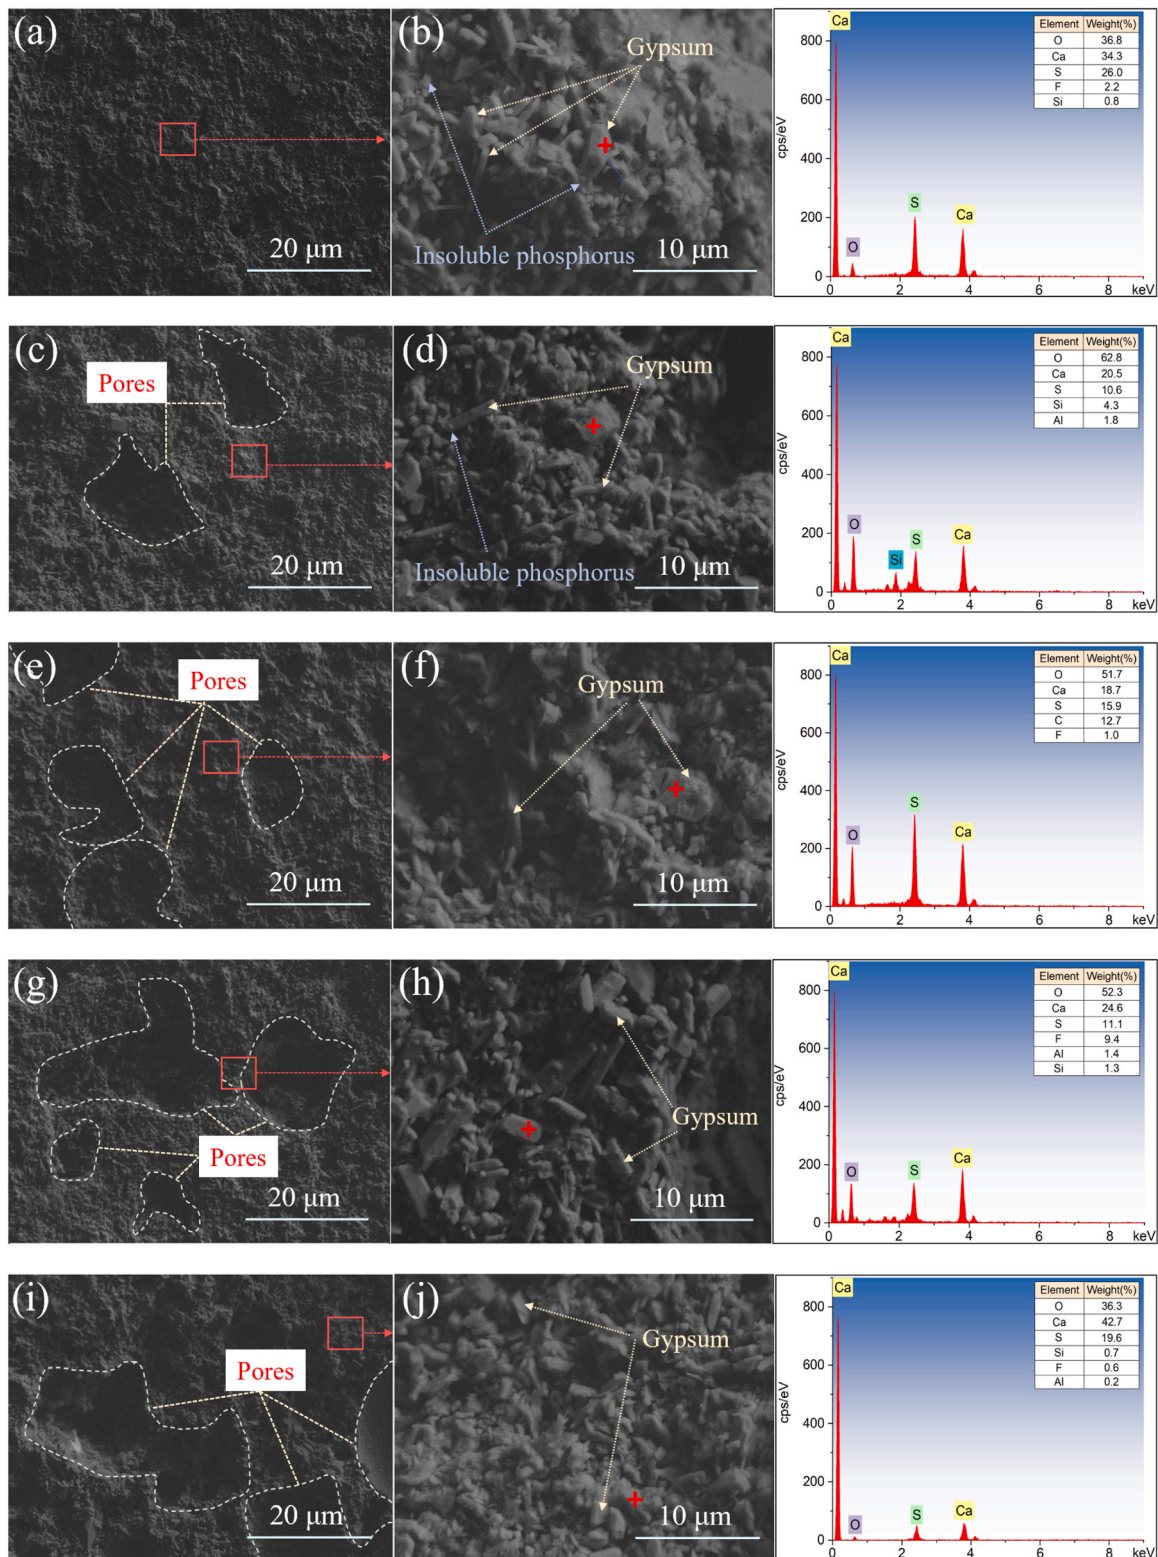 (a)
20 μm
(b)
Gypsum
Insoluble phosphorus
10 μm
Ca
800
600
400
200
0
cps/eV
O
S
Ca
0 2 4 6 8 keV
Element Weight(%)
O 36.8
Ca 34.3
S 26.0
F 2.2
Si 0.8
(c)
Pores
20 μm
(d)
Gypsum
Insoluble phosphorus
10 μm
Ca
800
600
400
200
0
cps/eV
O
Si
S
Ca
0 2 4 6 8 keV
Element Weight(%)
O 62.8
Ca 20.5
S 10.6
Si 4.3
Al 1.8
(e)
Pores
20 μm
(f)
Gypsum
10 μm
Ca
800
600
400
200
0
cps/eV
O
S
Ca
0 2 4 6 8 keV
Element Weight(%)
O 51.7
Ca 18.7
S 15.9
C 12.7
F 1.0
(g)
Pores
20 μm
(h)
Gypsum
10 μm
Ca
800
600
400
200
0
cps/eV
O
S
Ca
0 2 4 6 8 keV
Element Weight(%)
O 52.3
Ca 24.6
S 11.1
F 9.4
Al 1.4
Si 1.3
(i)
Pores
20 μm
(j)
Gypsum
10 μm
Ca
800
600
400
200
0
cps/eV
O
S
Ca
0 2 4 6 8 keV
Element Weight(%)
O 36.3
Ca 42.7
S 19.6
Si 0.7
F 0.6
Al 0.2